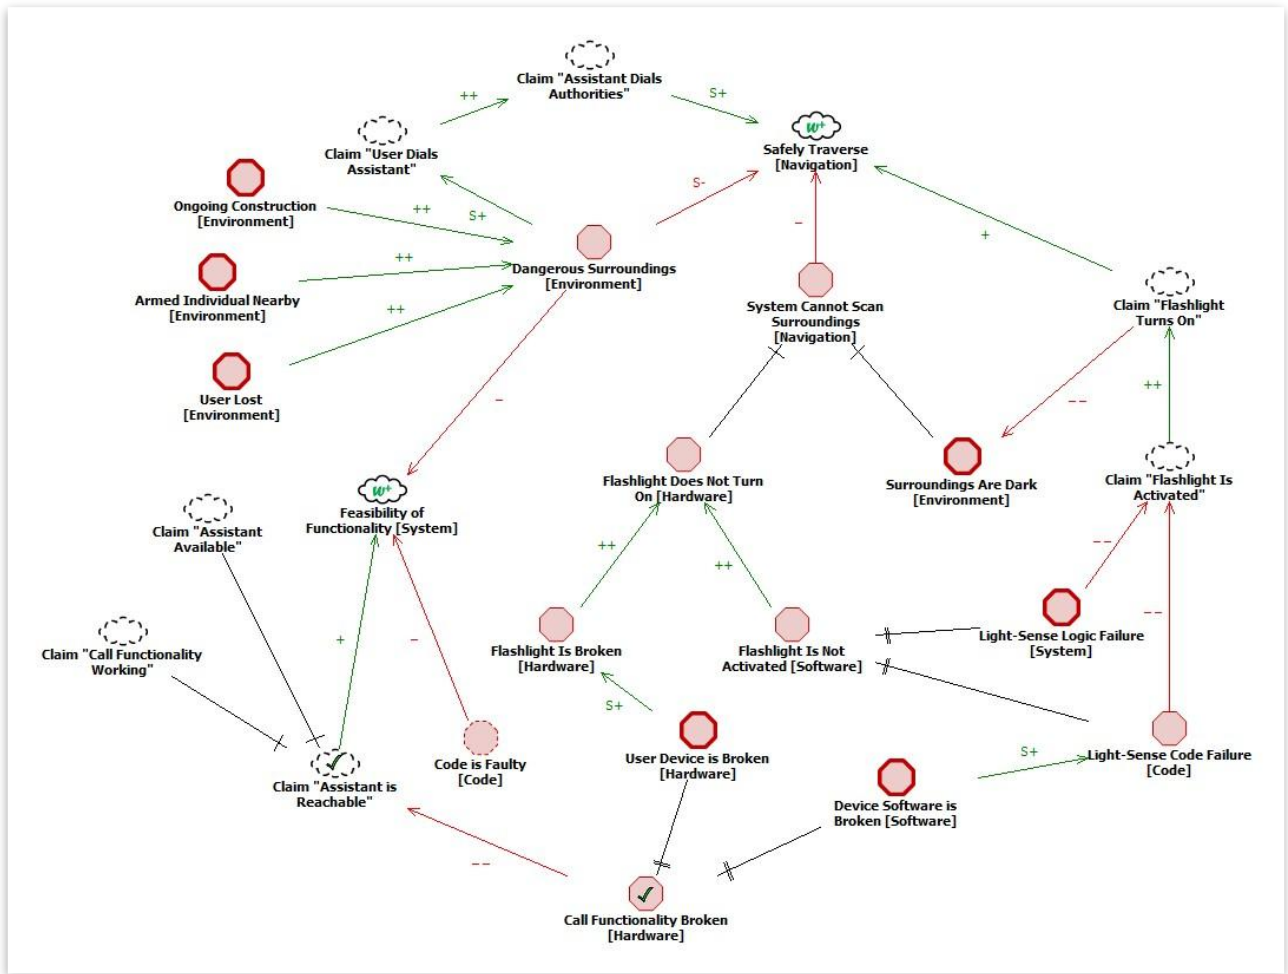 Claim "Assistant Dials
Authorities"
++
S+
w+
Claim "User Dials
Assistant"
Safely Traverse
[Navigation]
S-
Ongoing Construction
[Environment]
++
S+
-
+
++
Dangerous Surroundings
[Environment]
Armed Individual Nearby
[Environment]
++
System Cannot Scan
Surroundings
[Navigation]
Claim "Flashlight
Turns On"
User Lost
[Environment]
-
++
--
w+
Feasibility of
Functionality [System]
Flashlight Does Not Turn
On [Hardware]
Surroundings Are Dark
[Environment]
Claim "Flashlight Is
Activated"
Claim "Assistant
Available"
++
++
--
--
Claim "Call Functionality
Working"
+
-
Flashlight Is Broken
[Hardware]
Flashlight Is Not
Activated [Software]
Light-Sense Logic Failure
[System]
S+
Code is Faulty
[Code]
User Device is Broken
[Hardware]
S+
Light-Sense Code Failure
[Code]
Claim "Assistant is
Reachable"
Device Software is
Broken [Software]
--
Call Functionality Broken
[Hardware]